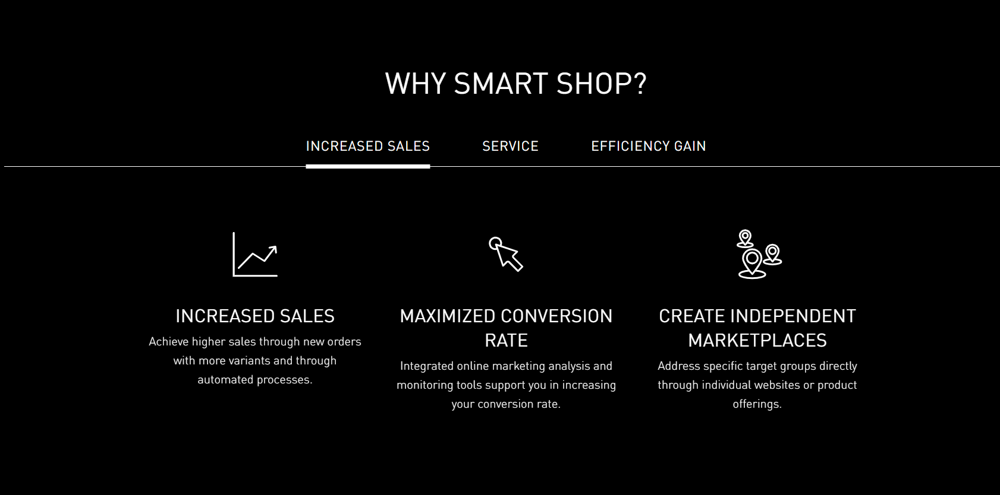 WHY SMART SHOP?
INCREASED SALES
SERVICE
EFFICIENCY GAIN
INCREASED SALES
Achieve higher sales through new orders
with more variants and through
automated processes.
MAXIMIZED CONVERSION
RATE
Integrated online marketing analysis and
monitoring tools support you in increasing
your conversion rate.
CREATE INDEPENDENT
MARKETPLACES
Address specific target groups directly
through individual websites or product
offerings.